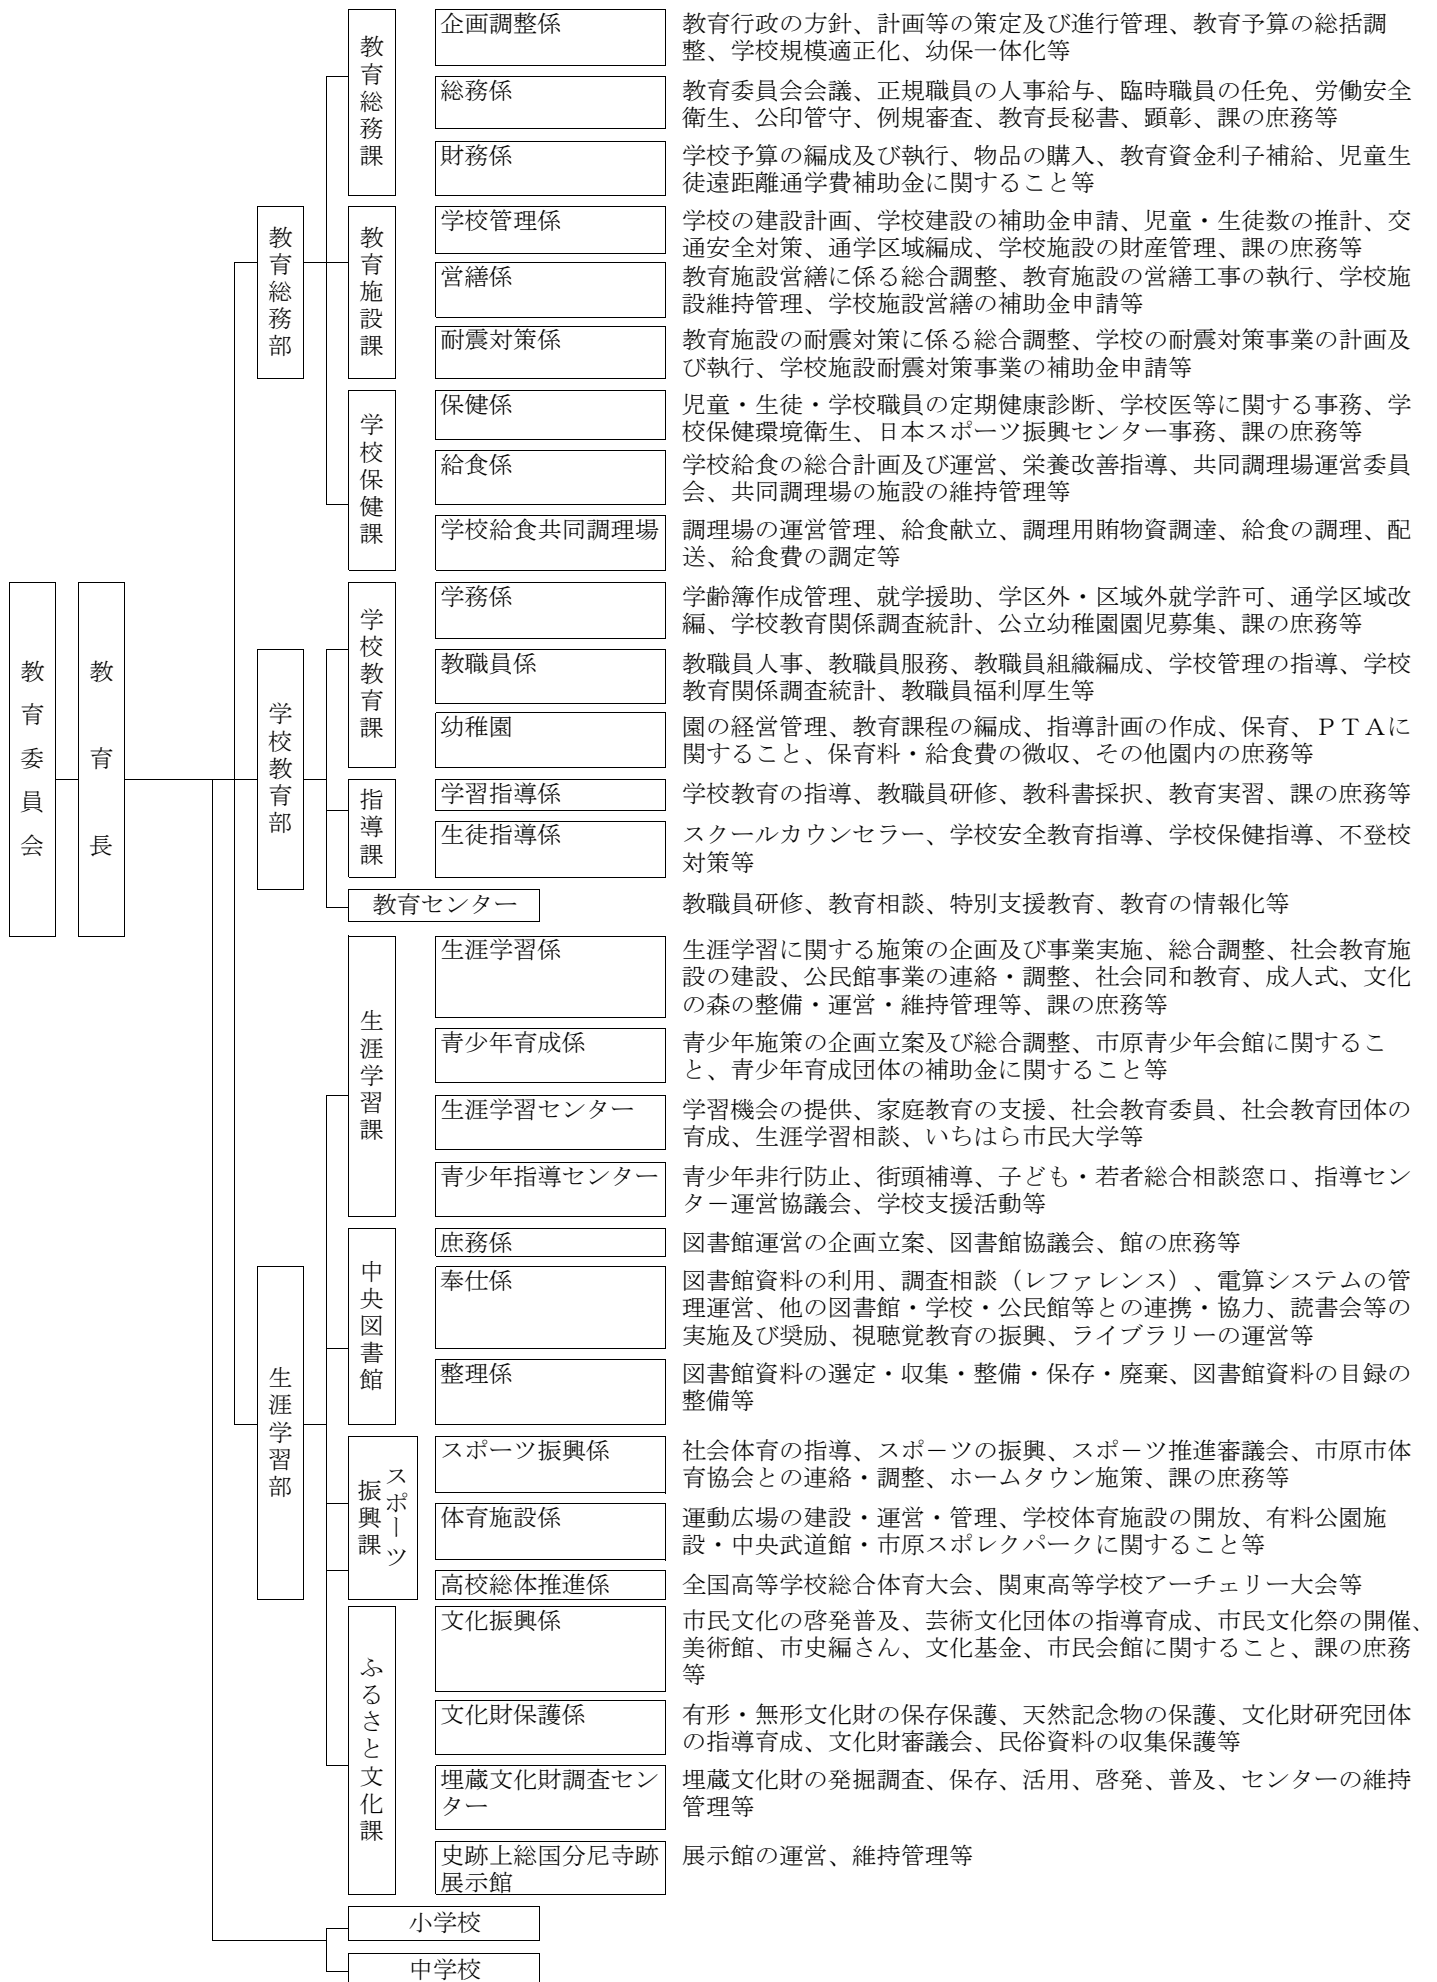 教育委員会
教育長
教育総務部
教育総務課
企画調整係
教育行政の方針、計画等の策定及び進行管理、教育予算の総括調
整、学校規模適正化、幼保一体化等
総務係
教育委員会会議、正規職員の人事給与、臨時職員の任免、労働安全
衛生、公印管守、例規審査、教育長秘書、顕彰、課の庶務等
財務係
学校予算の編成及び執行、物品の購入、教育資金利子補給、児童生
徒遠距離通学費補助金に関すること等
教育施設課
学校管理係
学校の建設計画、学校建設の補助金申請、児童・生徒数の推計、交
通安全対策、通学区域編成、学校施設の財産管理、課の庶務等
営繕係
教育施設営繕に係る総合調整、教育施設の営繕工事の執行、学校施
設維持管理、学校施設営繕の補助金申請等
耐震対策係
教育施設の耐震対策に係る総合調整、学校の耐震対策事業の計画及
び執行、学校施設耐震対策事業の補助金申請等
学校保健課
保健係
児童・生徒・学校職員の定期健康診断、学校医等に関する事務、学
校保健環境衛生、日本スポーツ振興センター事務、課の庶務等
給食係
学校給食の総合計画及び運営、栄養改善指導、共同調理場運営委員
会、共同調理場の施設の維持管理等
学校給食共同調理場
調理場の運営管理、給食献立、調理用賄物資調達、給食の調理、配
送、給食費の調定等
学校教育部
学校教育課
学務係
学齢簿作成管理、就学援助、学区外・区域外就学許可、通学区域改
編、学校教育関係調査統計、公立幼稚園園児募集、課の庶務等
教職員係
教職員人事、教職員服務、教職員組織編成、学校管理の指導、学校
教育関係調査統計、教職員福利厚生等
幼稚園
園の経営管理、教育課程の編成、指導計画の作成、保育、ＰＴＡに
関すること、保育料・給食費の徴収、その他園内の庶務等
指導課
学習指導係
学校教育の指導、教職員研修、教科書採択、教育実習、課の庶務等
生徒指導係
スクールカウンセラー、学校安全教育指導、学校保健指導、不登校
対策等
教育センター
教職員研修、教育相談、特別支援教育、教育の情報化等
生涯学習部
生涯学習課
生涯学習係
生涯学習に関する施策の企画及び事業実施、総合調整、社会教育施
設の建設、公民館事業の連絡・調整、社会同和教育、成人式、文化
の森の整備・運営・維持管理等、課の庶務等
青少年育成係
青少年施策の企画立案及び総合調整、市原青少年会館に関するこ
と、青少年育成団体の補助金に関すること等
生涯学習センター
学習機会の提供、家庭教育の支援、社会教育委員、社会教育団体の
育成、生涯学習相談、いちはら市民大学等
青少年指導センター
青少年非行防止、街頭補導、子ども・若者総合相談窓口、指導セン
タ－運営協議会、学校支援活動等
中央図書館
庶務係
図書館運営の企画立案、図書館協議会、館の庶務等
奉仕係
図書館資料の利用、調査相談（レファレンス）、電算システムの管
理運営、他の図書館・学校・公民館等との連携・協力、読書会等の
実施及び奨励、視聴覚教育の振興、ライブラリーの運営等
整理係
図書館資料の選定・収集・整備・保存・廃棄、図書館資料の目録の
整備等
スポーツ
振興課
スポーツ振興係
社会体育の指導、スポ－ツの振興、スポ－ツ推進審議会、市原市体
育協会との連絡・調整、ホームタウン施策、課の庶務等
体育施設係
運動広場の建設・運営・管理、学校体育施設の開放、有料公園施
設・中央武道館・市原スポレクパークに関すること等
高校総体推進係
全国高等学校総合体育大会、関東高等学校アーチェリー大会等
ふるさと文化課
文化振興係
市民文化の啓発普及、芸術文化団体の指導育成、市民文化祭の開催、
美術館、市史編さん、文化基金、市民会館に関すること、課の庶務
等
文化財保護係
有形・無形文化財の保存保護、天然記念物の保護、文化財研究団体
の指導育成、文化財審議会、民俗資料の収集保護等
埋蔵文化財調査セン
ター
埋蔵文化財の発掘調査、保存、活用、啓発、普及、センターの維持
管理等
史跡上総国分尼寺跡
展示館
展示館の運営、維持管理等
小学校
中学校